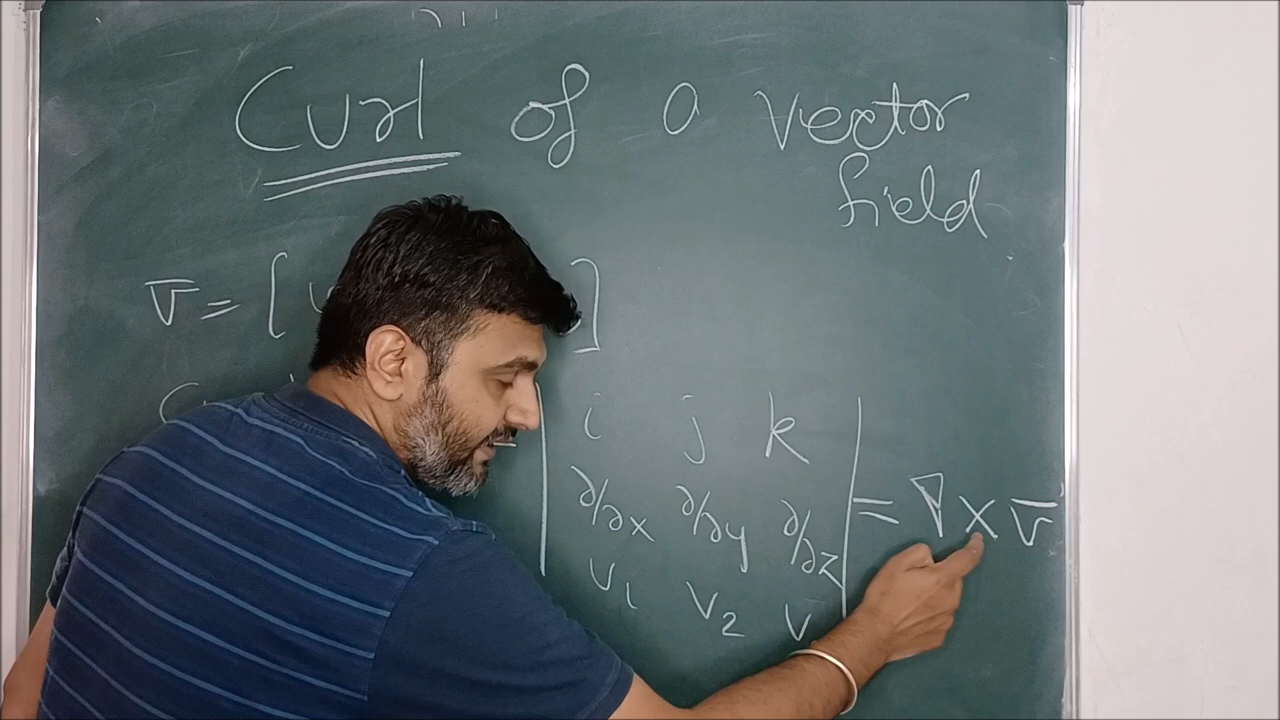 Curl of a Vector
field
v̅ = [ ]
i j k
∂/∂x ∂/∂y ∂/∂z = ∇ × v̅
v₁ v₂ v